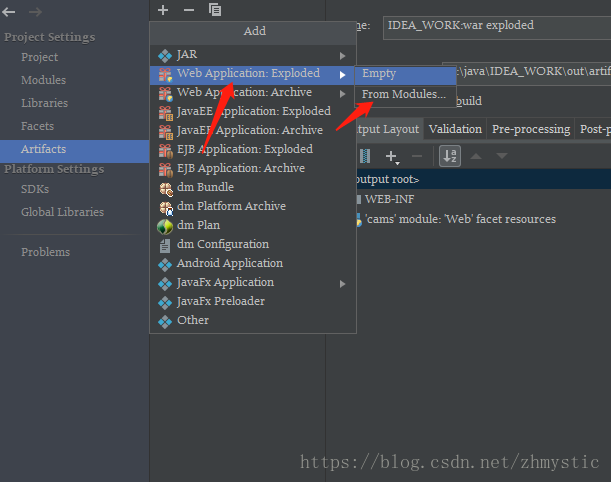 Project Settings
Project
Modules
Libraries
Facets
Artifacts
Platform Settings
SDKs
Global Libraries
Problems
Add
JAR
Web Application: Exploded
Web Application: Archive
JavaEE Application: Exploded
JavaEE Application: Archive
EJB Application: Exploded
EJB Application: Archive
dm Bundle
dm Platform Archive
dm Plan
dm Configuration
Android Application
JavaFx Application
JavaFx Preloader
Other
Empty
From Modules...
me: IDEA_WORK:war exploded
:\java\IDEA_WORK\out\artif
build
tput Layout Validation Pre-processing Post-p
output root>
WEB-INF
'cams' module: 'Web' facet resources
https://blog.csdn.net/zhmystic